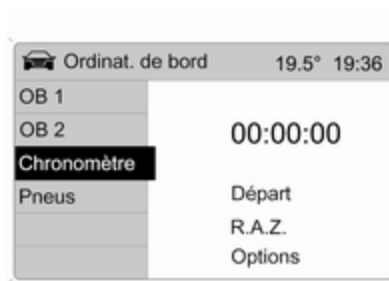 Ordinat. de bord 19.5° 19:36
OB 1
OB 2
00:00:00
Chronomètre
Pneus
Départ
R.A.Z.
Options